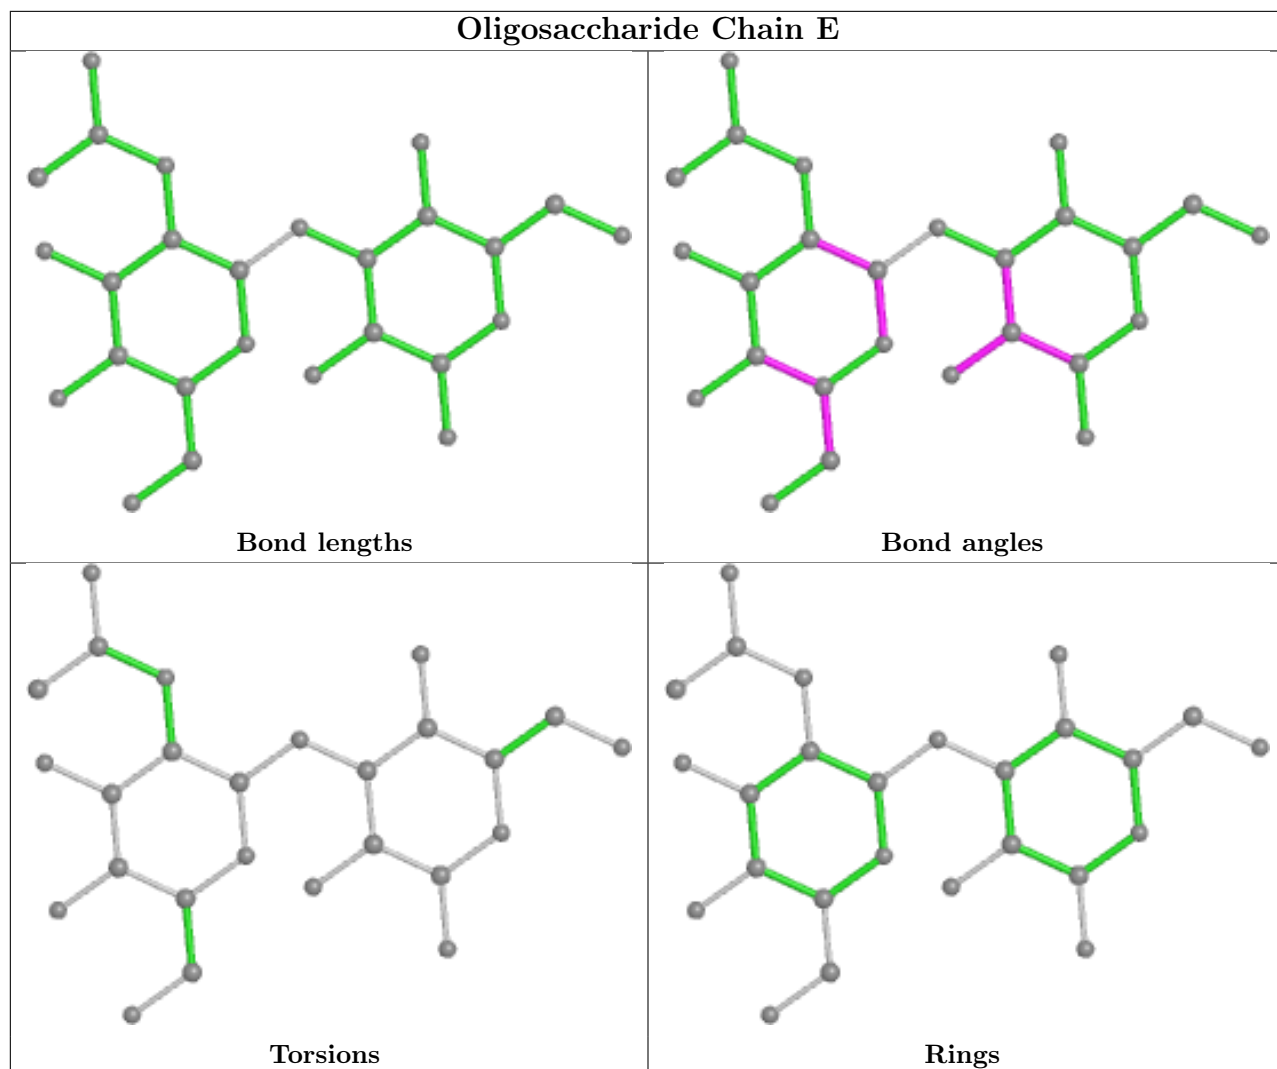 Oligosaccharide Chain E
Bond lengths
Bond angles
Torsions
Rings